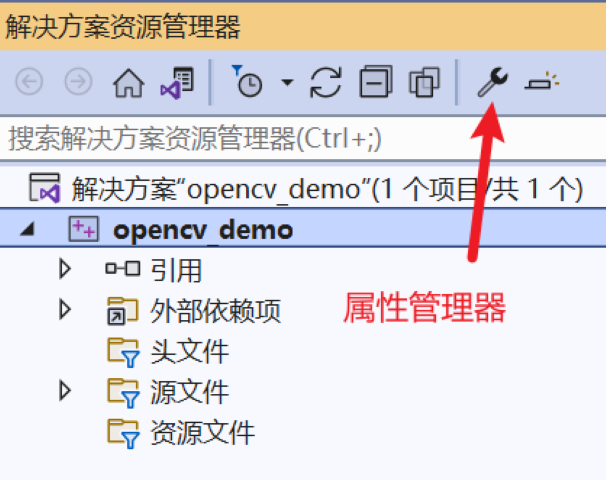 解决方案资源管理器
搜索解决方案资源管理器(Ctrl+;)
解决方案"opencv_demo"(1 个项目/共 1 个)
opencv_demo
引用
外部依赖项
属性管理器
头文件
源文件
资源文件